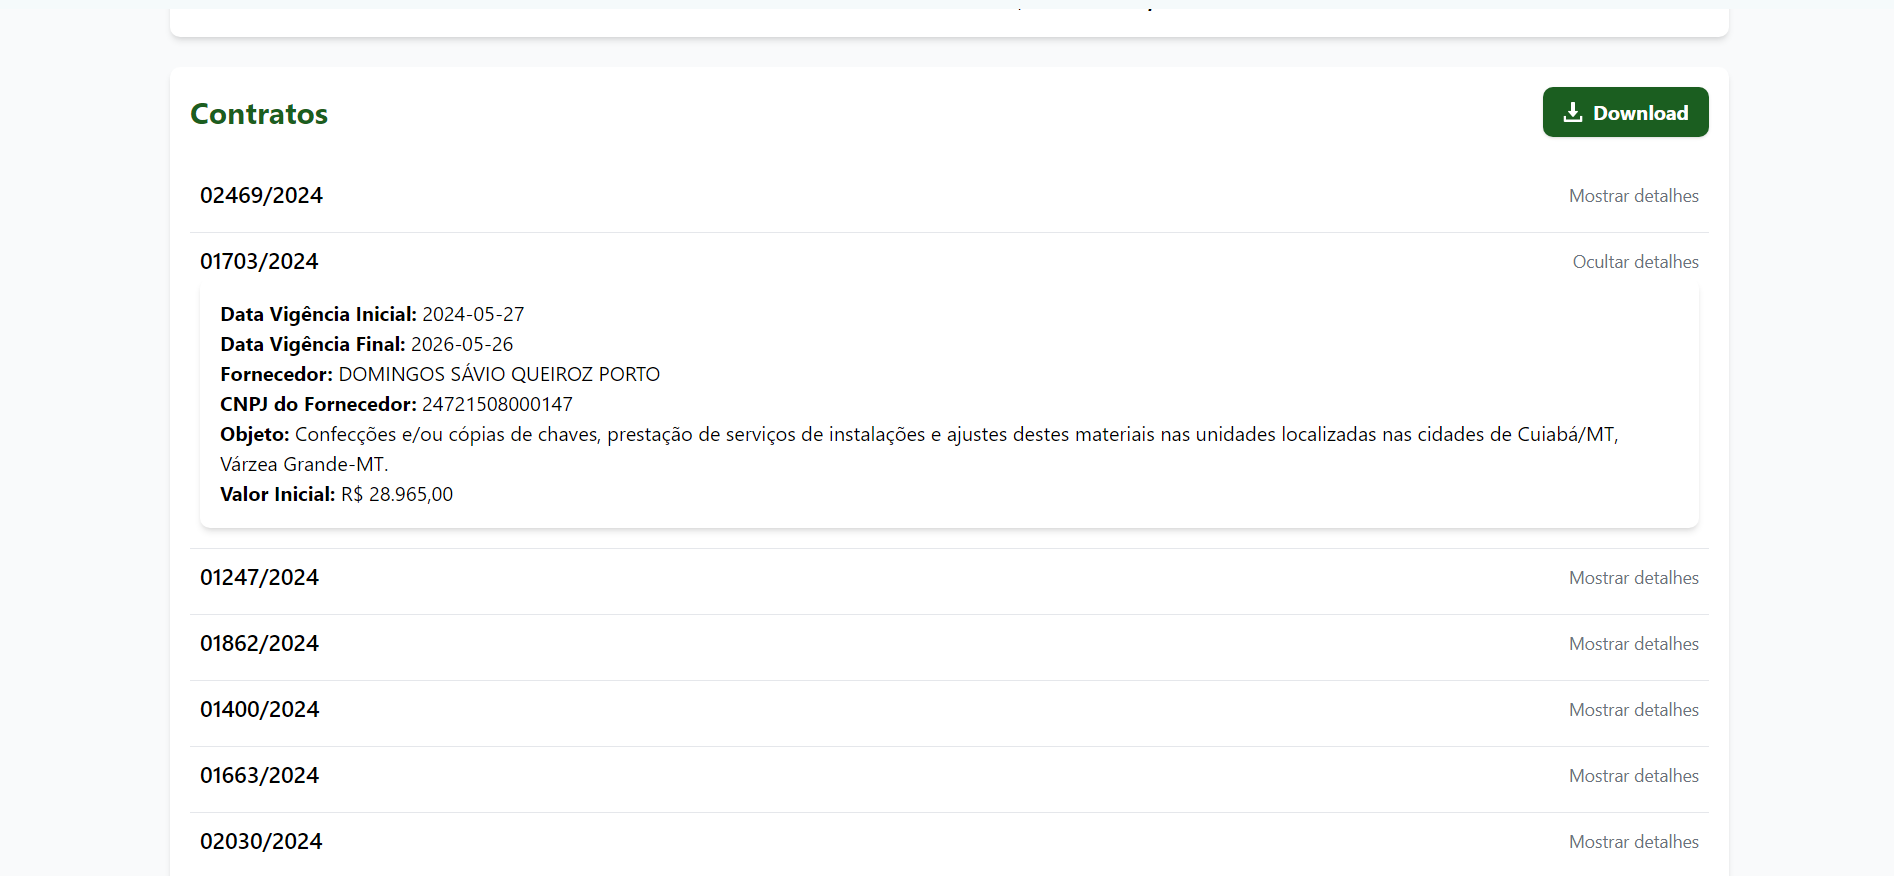 Contratos
Download
02469/2024
Mostrar detalhes
01703/2024
Ocultar detalhes
Data Vigência Inicial: 2024-05-27
Data Vigência Final: 2026-05-26
Fornecedor: DOMINGOS SÁVIO QUEIROZ PORTO
CNPJ do Fornecedor: 24721508000147
Objeto: Confecções e/ou cópias de chaves, prestação de serviços de instalações e ajustes destes materiais nas unidades localizadas nas cidades de Cuiabá/MT,
Várzea Grande-MT.
Valor Inicial: R$ 28.965,00
01247/2024
Mostrar detalhes
01862/2024
Mostrar detalhes
01400/2024
Mostrar detalhes
01663/2024
Mostrar detalhes
02030/2024
Mostrar detalhes